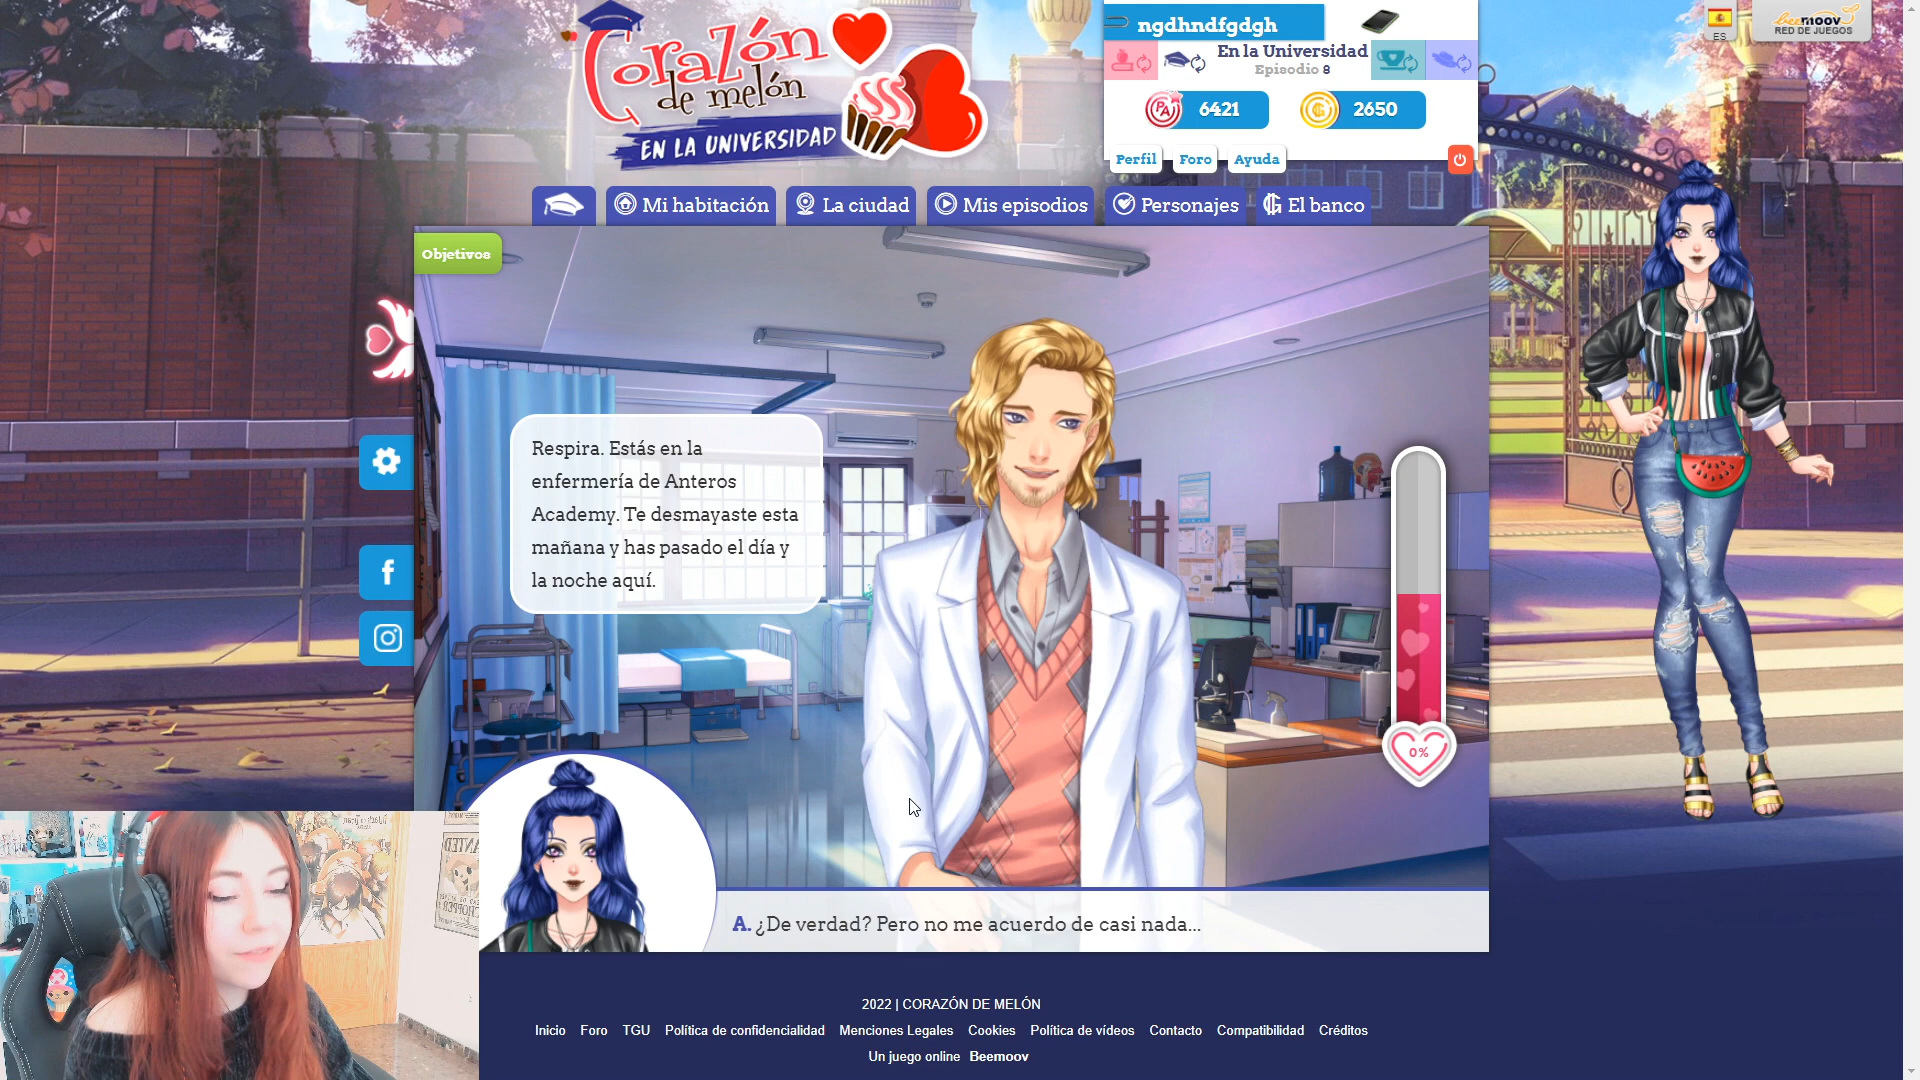 Corazón
de melón
EN LA UNIVERSIDAD
ngdhndfgdgh
En la Universidad
Episodio 8
PA
6421
2650
Perfil
Foro
Ayuda
ES
beemoov
RED DE JUEGOS
Mi habitación
La ciudad
Mis episodios
Personajes
El banco
Objetivos
Respira. Estás en la
enfermería de Anteros
Academy. Te desmayaste esta
mañana y has pasado el día y
la noche aquí.
0%
A. ¿De verdad? Pero no me acuerdo de casi nada...
2022 | CORAZÓN DE MELÓN
Inicio Foro TGU Política de confidencialidad Menciones Legales Cookies Política de vídeos Contacto Compatibilidad Créditos
Un juego online Beemoov